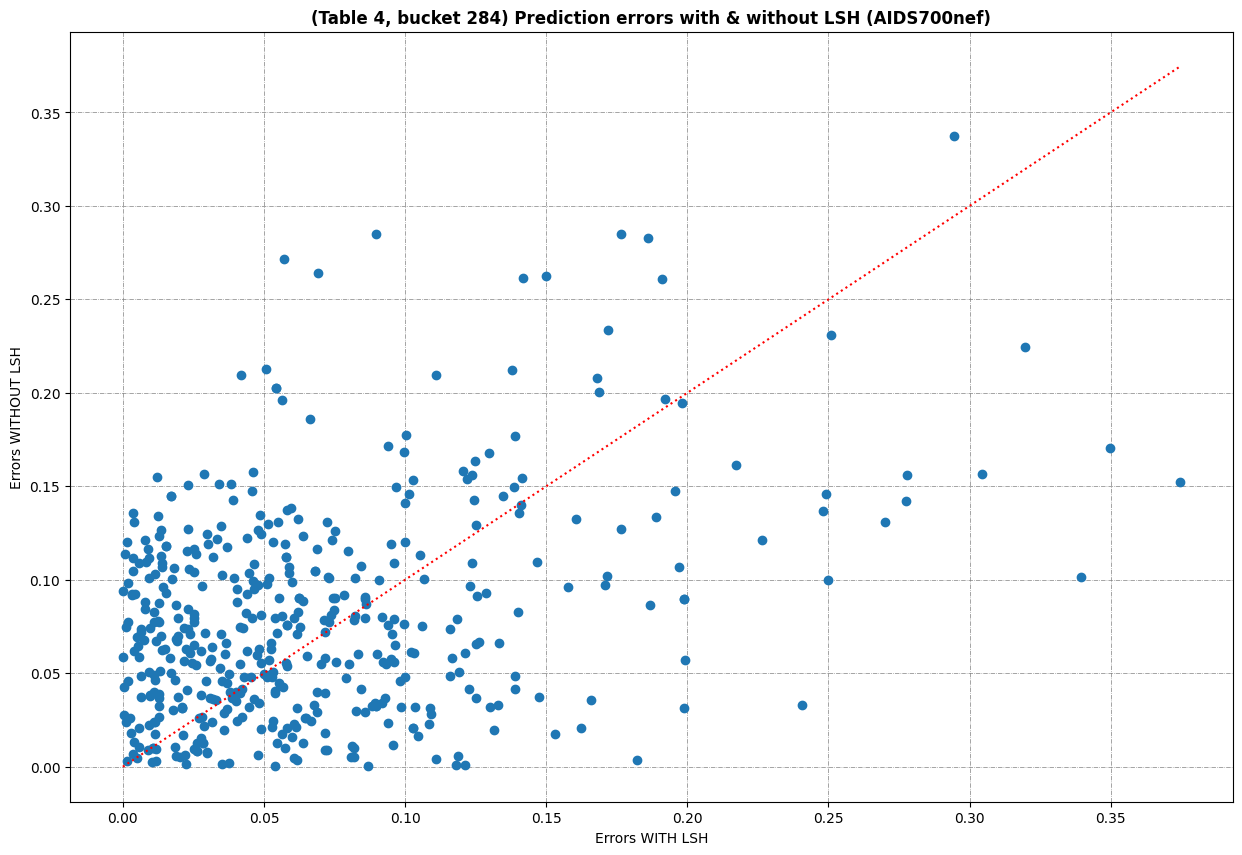 (Table 4, bucket 284) Prediction errors with & without LSH (AIDS700nef)
Errors WITHOUT LSH
0.35
0.30
0.25
0.20
0.15
0.10
0.05
0.00
0.00 0.05 0.10 0.15 0.20 0.25 0.30 0.35
Errors WITH LSH